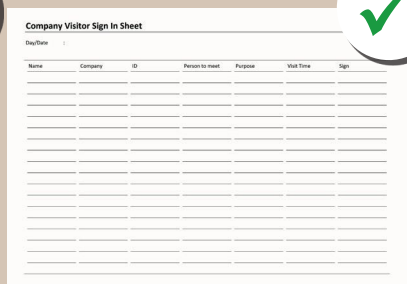 Company Visitor Sign In Sheet
Day/Date :
Name Company ID Person to meet Purpose Visit Time Sign